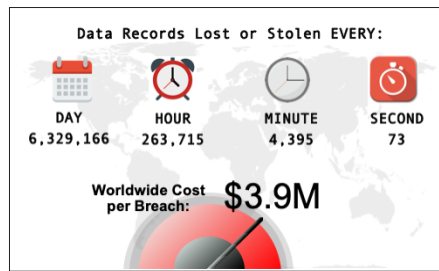 Data Records Lost or Stolen EVERY:
DAY
6,329,166
HOUR
263,715
MINUTE
4,395
SECOND
73
Worldwide Cost
per Breach:
$3.9M